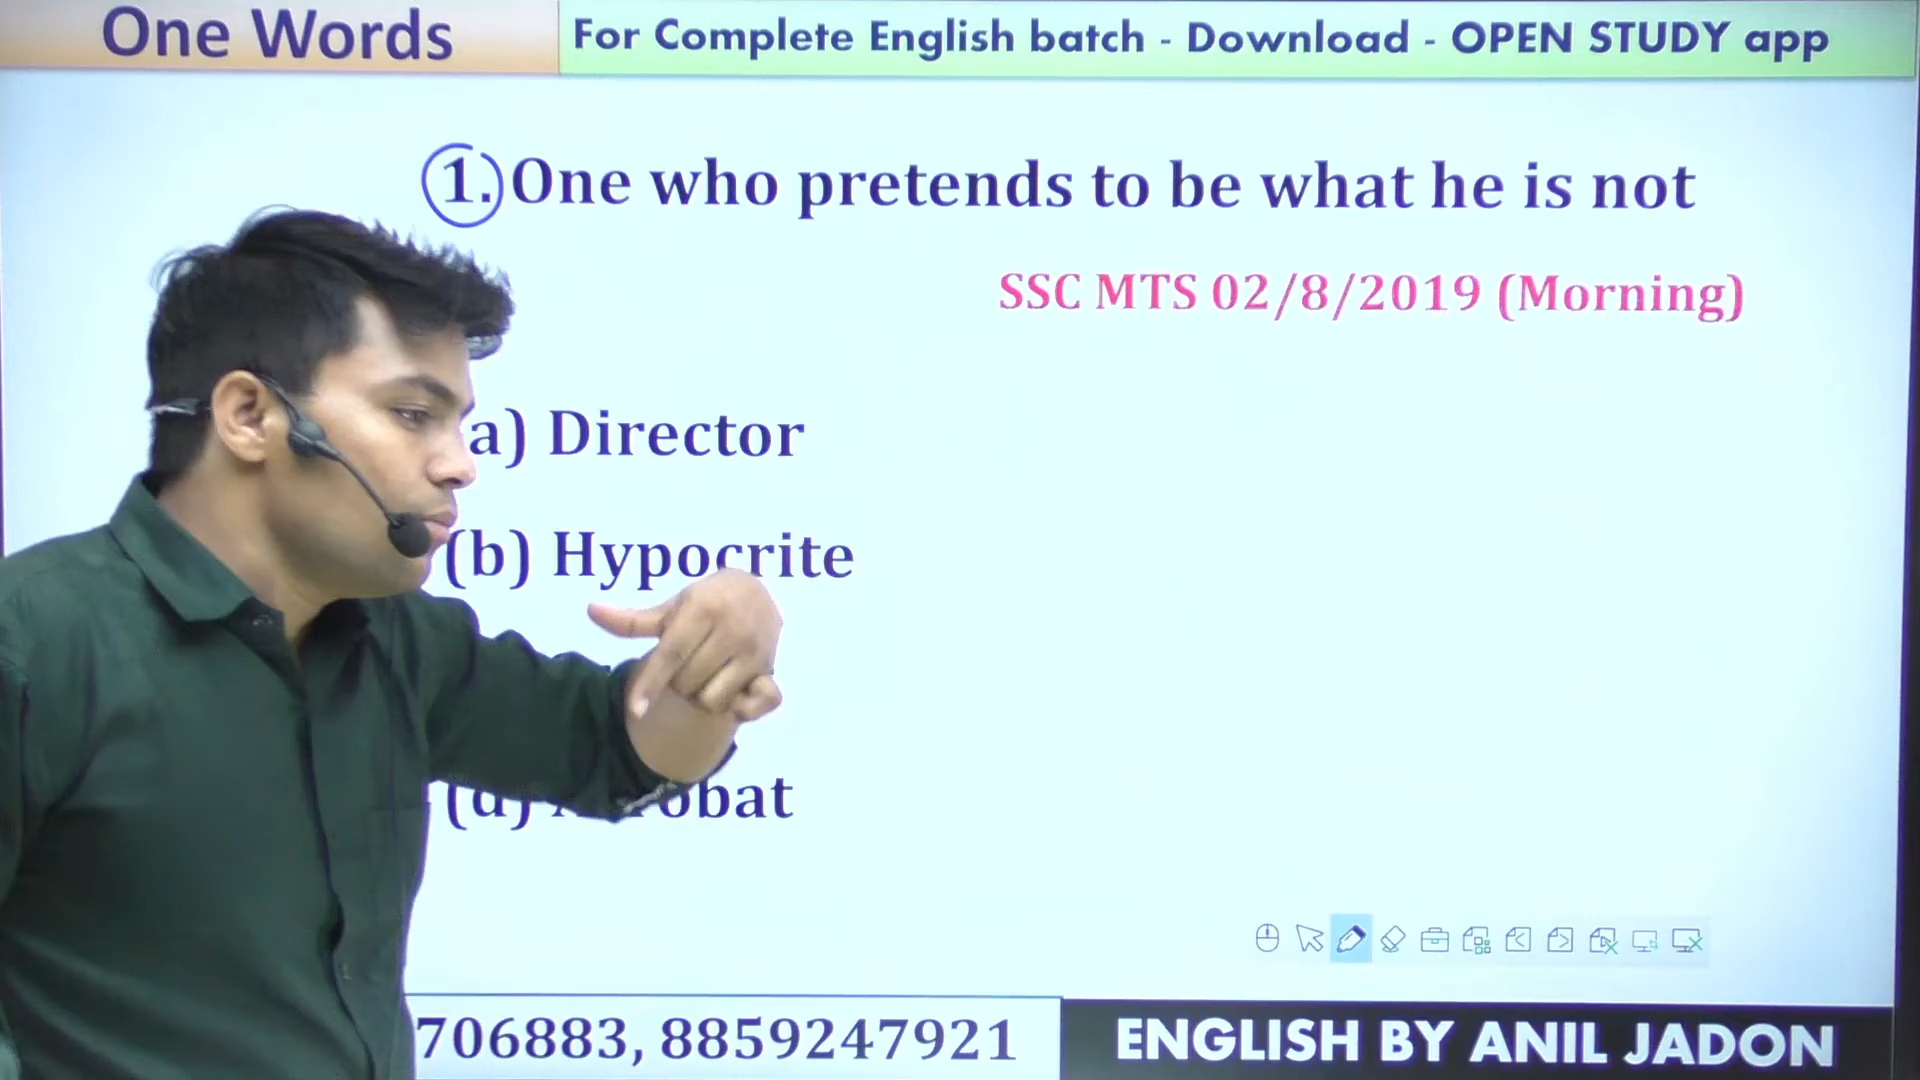 One Words
For Complete English batch - Download - OPEN STUDY app
1. One who pretends to be what he is not
SSC MTS 02/8/2019 (Morning)
a) Director
(b) Hypocrite
(d)
706883, 8859247921
ENGLISH BY ANIL JADON